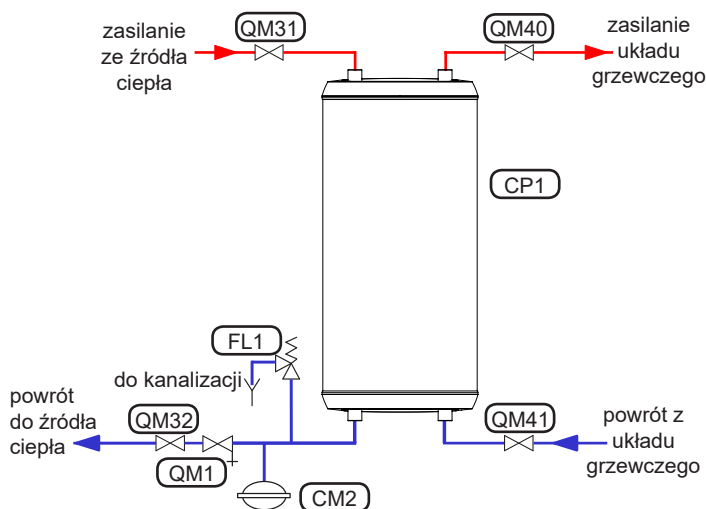 zasilanie
ze źródła
ciepła
QM31
QM40
zasilanie
układu
grzewczego
CP1
FL1
do kanalizacji
powrót
do źródła
ciepła
QM32
QM1
CM2
QM41
powrót z
układu
grzewczego